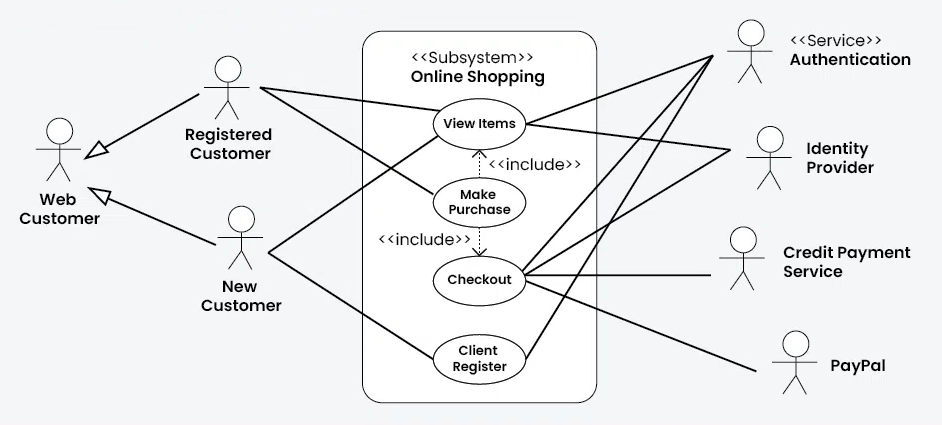 <<Subsystem>>
Online Shopping
<<Service>>
Authentication
Registered
Customer
View Items
Identity
Provider
<<include>>
Web
Customer
Make
Purchase
<<include>>
Credit Payment
Service
New
Customer
Checkout
Client
Register
PayPal